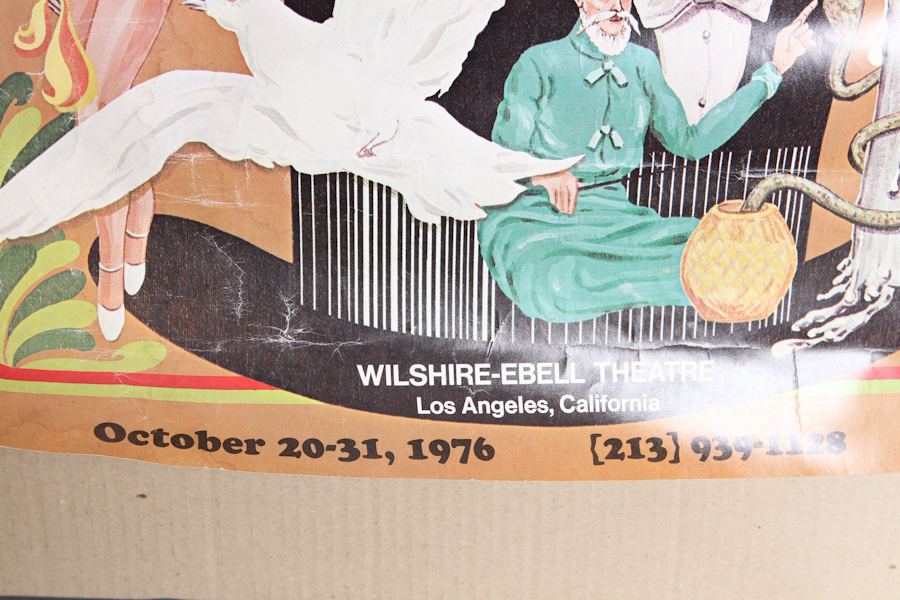 WILSHIRE-EBELL THEATRE
Los Angeles, California
October 20-31, 1976 [213] 939-1128